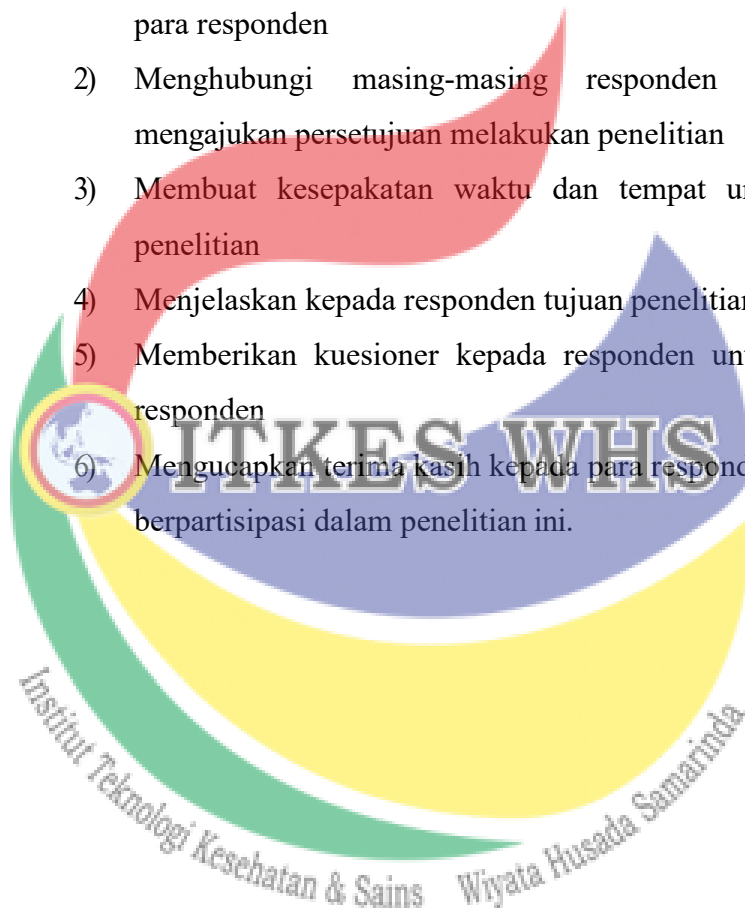 para responden
2) Menghubungi masing-masing responden
mengajukan persetujuan melakukan penelitian
3) Membuat kesepakatan waktu dan tempat
penelitian
4) Menjelaskan kepada responden tujuan penelitian
5) Memberikan kuesioner kepada responden
responden
ITKES WHS
6) Mengucapkan terima kasih kepada para
berpartisipasi dalam penelitian ini.
Institut Teknologi Kesehatan & Sains Wiyata Husada Samarinda